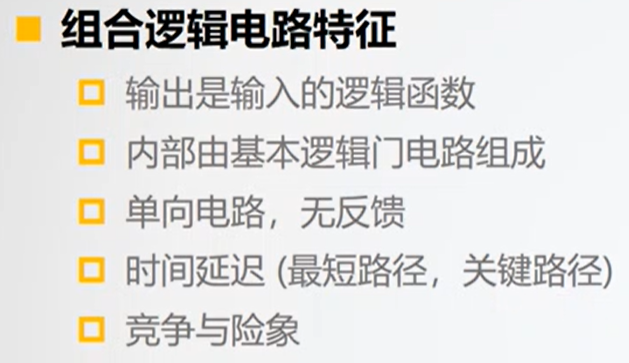 组合逻辑电路特征
输出是输入的逻辑函数
内部由基本逻辑门电路组成
单向电路，无反馈
时间延迟 (最短路径，关键路径)
竞争与险象